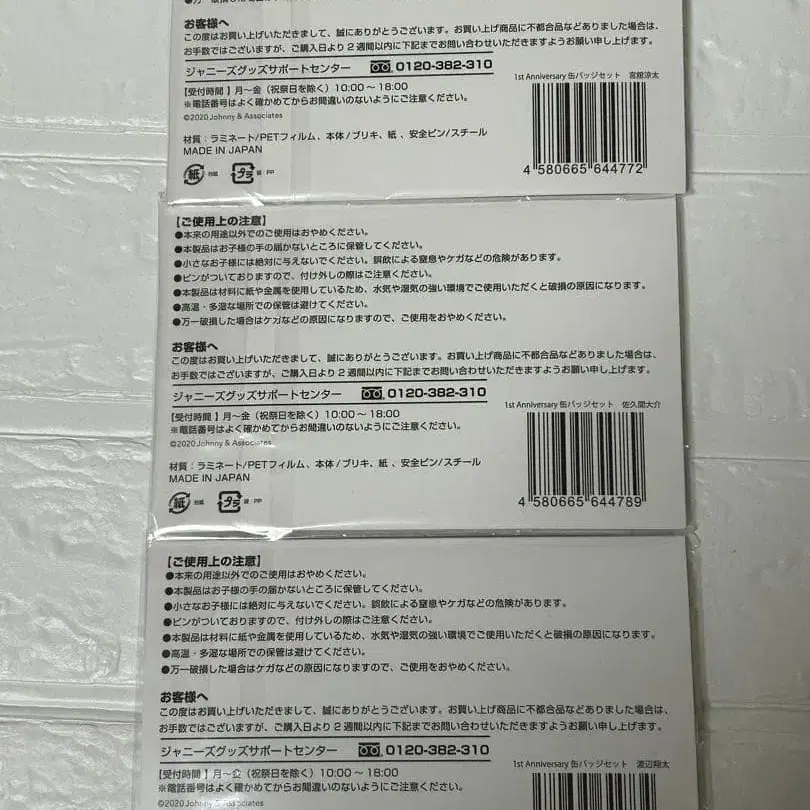 お客様へ
この度はお買い上げいただきまして、誠にありがとうございます。お買い上げ商品に不都合品などありました場合は、
お手数ではございますが、ご購入日より2週間以内に下記までお問い合わせいただきますようお願い申し上げます。
ジャニーズグッズサポートセンター 0120-382-310
【受付時間】月〜金(祝祭日を除く)10:00〜18:00
※電話番号はよく確かめてからお間違いのないようにご注意ください。
©2020 Johnny & Associates
1st Anniversary 缶バッジセット 宮舘涼太
材質:ラミネート/PETフィルム、本体/ブリキ、紙、安全ピン/スチール
MADE IN JAPAN
紙 台紙 プラ 袋:PP
4 580665 644772
【ご使用上の注意】
●本来の用途以外でのご使用はおやめください。
●本製品はお子様の手の届かないところに保管してください。
●小さなお子様には絶対に与えないでください。誤飲による窒息やケガなどの危険があります。
●ピンがついておりますので、付け外しの際はご注意ください。
●本製品は材料に紙や金属を使用しているため、水気や湿気の強い環境でご使用いただくと破損の原因になります。
●高温・多湿な場所での保管は避けてください。
●万一破損した場合はケガなどの原因になりますので、ご使用をおやめください。
お客様へ
この度はお買い上げいただきまして、誠にありがとうございます。お買い上げ商品に不都合品などありました場合は、
お手数ではございますが、ご購入日より2週間以内に下記までお問い合わせいただきますようお願い申し上げます。
ジャニーズグッズサポートセンター 0120-382-310
【受付時間】月〜金(祝祭日を除く)10:00〜18:00
※電話番号はよく確かめてからお間違いのないようにご注意ください。
©2020 Johnny & Associates
1st Anniversary 缶バッジセット 佐久間大介
材質:ラミネート/PETフィルム、本体/ブリキ、紙、安全ピン/スチール
MADE IN JAPAN
紙 台紙 プラ 袋:PP
4 580665 644789
【ご使用上の注意】
●本来の用途以外でのご使用はおやめください。
●本製品はお子様の手の届かないところに保管してください。
●小さなお子様には絶対に与えないでください。誤飲による窒息やケガなどの危険があります。
●ピンがついておりますので、付け外しの際はご注意ください。
●本製品は材料に紙や金属を使用しているため、水気や湿気の強い環境でご使用いただくと破損の原因になります。
●高温・多湿な場所での保管は避けてください。
●万一破損した場合はケガなどの原因になりますので、ご使用をおやめください。
お客様へ
この度はお買い上げいただきまして、誠にありがとうございます。お買い上げ商品に不都合品などありました場合は、
お手数ではございますが、ご購入日より2週間以内に下記までお問い合わせいただきますようお願い申し上げます。
ジャニーズグッズサポートセンター 0120-382-310
【受付時間】月〜金(祝祭日を除く)10:00〜18:00
※電話番号はよく確かめてからお間違いのないようにご注意ください。
©2020 Johnny & Associates
1st Anniversary 缶バッジセット 渡辺翔太